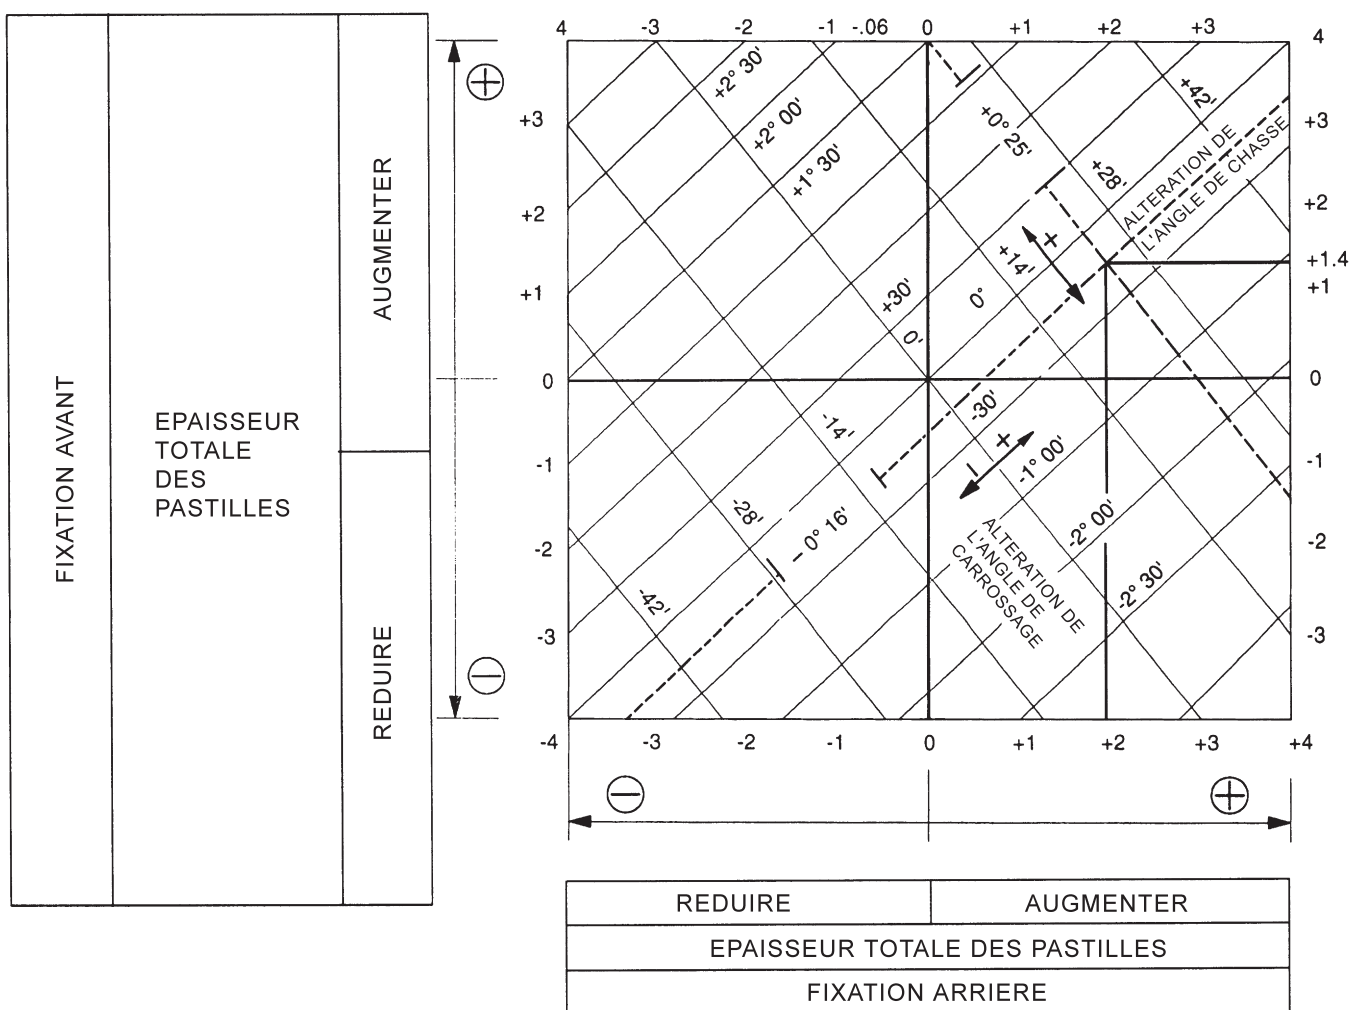 FIXATION AVANT
EPAISSEUR
TOTALE
DES
PASTILLES
AUGMENTER
REDUIRE
4 -3 -2 -1 -.06 0 +1 +2 +3 4
+3 +3
+2 +2
+1.4
+1 +1
0 0
-1 -1
-2 -2
-3 -3
-4 -3 -2 -1 0 +1 +2 +3 +4
+2° 30'
+2° 00'
+1° 30'
+30'
0'
+0° 25'
+42'
+28'
+14'
0°
ALTERATION DE
L'ANGLE DE CHASSE
+
-14'
-28'
-42'
- 0° 16'
-30'
+
-
-1° 00'
-2° 00'
-2° 30'
ALTERATION DE
L'ANGLE DE
CARROSSAGE
REDUIRE AUGMENTER
EPAISSEUR TOTALE DES PASTILLES
FIXATION ARRIERE